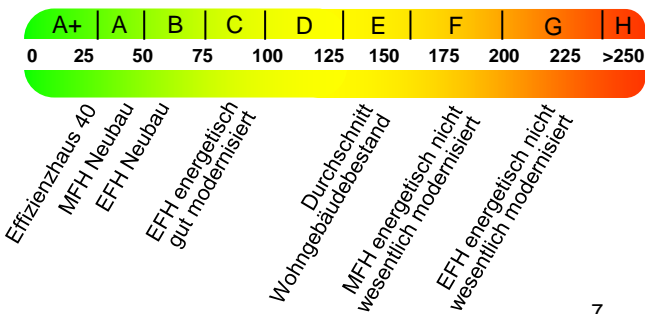 A+ A B C D E F G H
0 25 50 75 100 125 150 175 200 225 >250
Effizienzhaus 40
MFH Neubau
EFH Neubau
EFH energetisch
gut modernisiert
Durchschnitt
Wohngebäudebestand
MFH energetisch nicht
wesentlich modernisiert
EFH energetisch nicht
wesentlich modernisiert
7